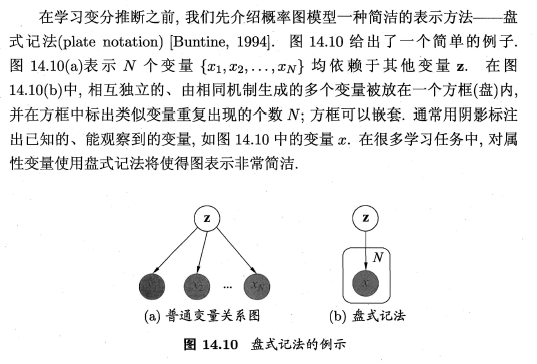 在学习变分推断之前, 我们先介绍概率图模型一种简洁的表示方法——盘
式记法(plate notation) [Buntine, 1994]. 图 14.10 给出了一个简单的例子.
图 14.10(a)表示 N 个变量 {x₁, x₂, . . . , x_N} 均依赖于其他变量 z. 在图
14.10(b)中, 相互独立的、由相同机制生成的多个变量被放在一个方框(盘)内,
并在方框中标出类似变量重复出现的个数 N; 方框可以嵌套. 通常用阴影标注
出已知的、能观察到的变量, 如图 14.10 中的变量 x. 在很多学习任务中, 对属
性变量使用盘式记法将使得图表示非常简洁.
z z
N
x₁ x₂ ... x_N x
(a) 普通变量关系图 (b) 盘式记法
图 14.10 盘式记法的例示